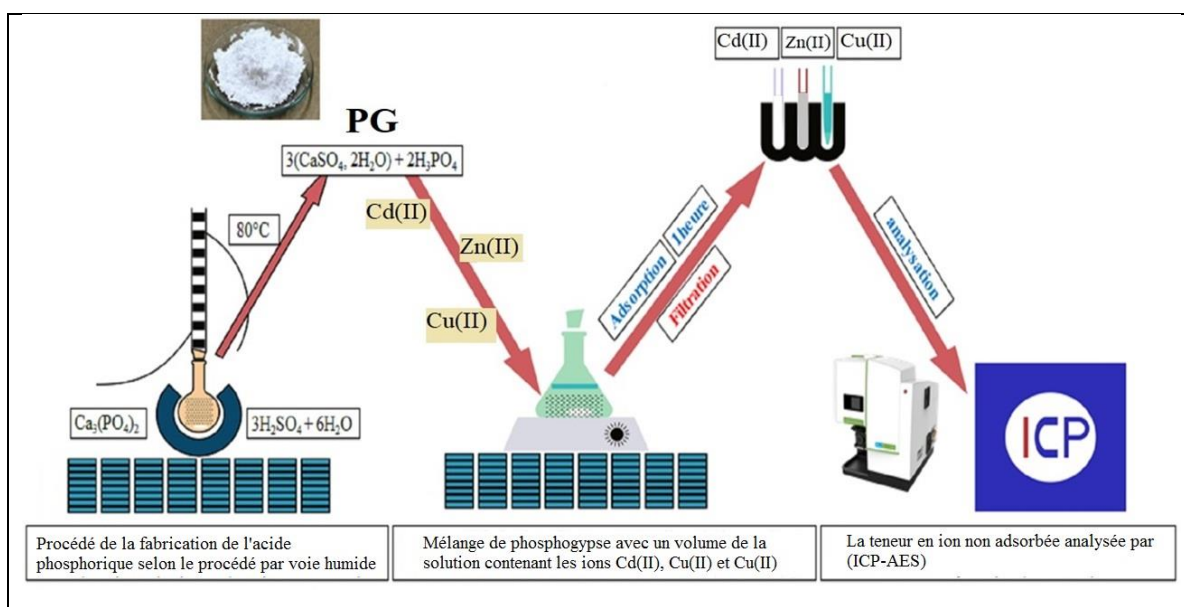 Cd(II) Zn(II) Cu(II)
PG
3(CaSO₄, 2H₂O) + 2H₃PO₄
Cd(II)
80°C
Zn(II)
Cu(II)
Adsorption 1heure
Filtration
analysation
Ca₃(PO₄)₂
3H₂SO₄ + 6H₂O
ICP
Procédé de la fabrication de l'acide
phosphorique selon le procédé par voie humide
Mélange de phosphogypse avec un volume de la
solution contenant les ions Cd(II), Cu(II) et Cu(II)
La teneur en ion non adsorbée analysée par
(ICP-AES)